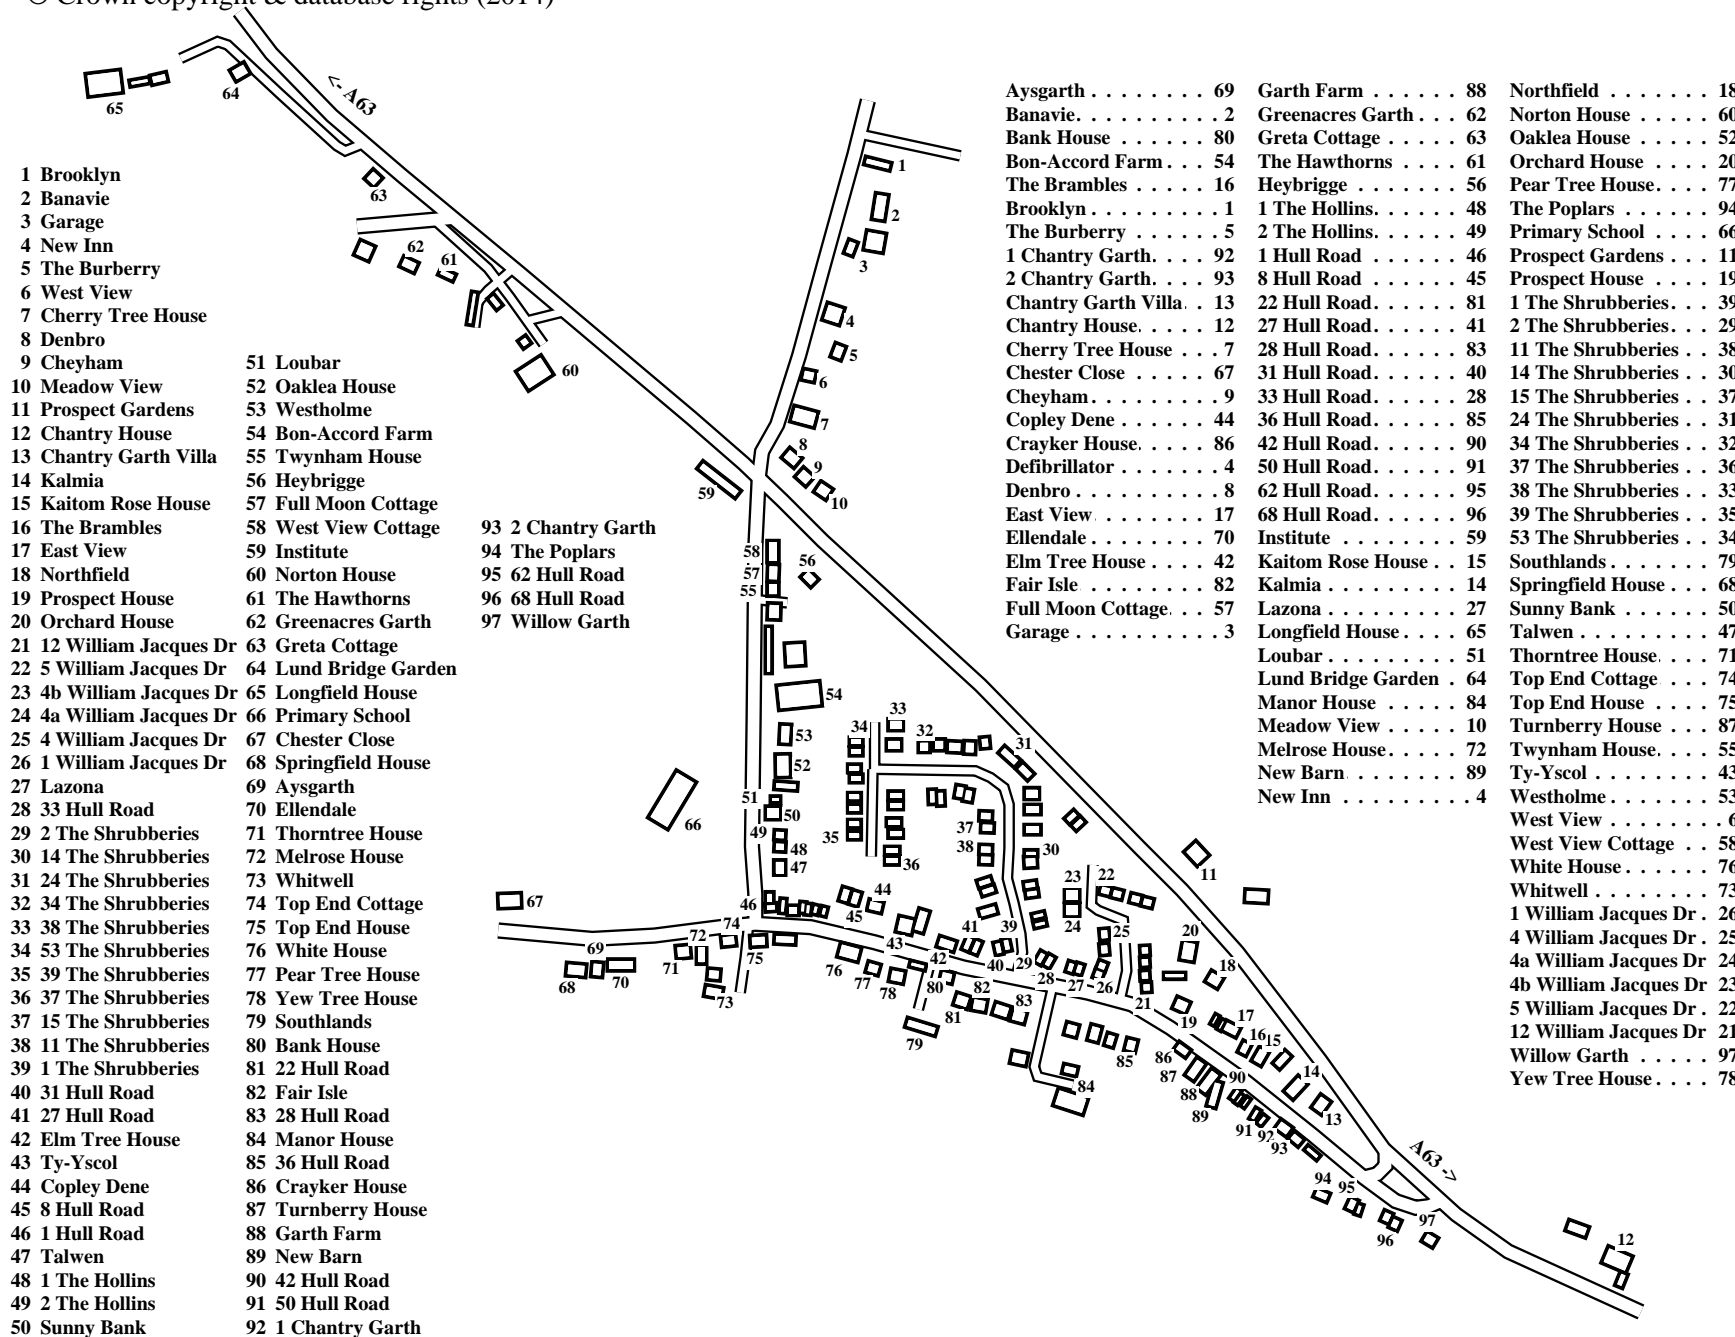 © Crown copyright & database rights (2014)
<- A63
A63 ->
1 Brooklyn
2 Banavie
3 Garage
4 New Inn
5 The Burberry
6 West View
7 Cherry Tree House
8 Denbro
9 Cheyham
10 Meadow View
11 Prospect Gardens
12 Chantry House
13 Chantry Garth Villa
14 Kalmia
15 Kaitom Rose House
16 The Brambles
17 East View
18 Northfield
19 Prospect House
20 Orchard House
21 12 William Jacques Dr
22 5 William Jacques Dr
23 4b William Jacques Dr
24 4a William Jacques Dr
25 4 William Jacques Dr
26 1 William Jacques Dr
27 Lazona
28 33 Hull Road
29 2 The Shrubberies
30 14 The Shrubberies
31 24 The Shrubberies
32 34 The Shrubberies
33 38 The Shrubberies
34 53 The Shrubberies
35 39 The Shrubberies
36 37 The Shrubberies
37 15 The Shrubberies
38 11 The Shrubberies
39 1 The Shrubberies
40 31 Hull Road
41 27 Hull Road
42 Elm Tree House
43 Ty-Yscol
44 Copley Dene
45 8 Hull Road
46 1 Hull Road
47 Talwen
48 1 The Hollins
49 2 The Hollins
50 Sunny Bank
51 Loubar
52 Oaklea House
53 Westholme
54 Bon-Accord Farm
55 Twynham House
56 Heybrigge
57 Full Moon Cottage
58 West View Cottage
59 Institute
60 Norton House
61 The Hawthorns
62 Greenacres Garth
63 Greta Cottage
64 Lund Bridge Garden
65 Longfield House
66 Primary School
67 Chester Close
68 Springfield House
69 Aysgarth
70 Ellendale
71 Thorntree House
72 Melrose House
73 Whitwell
74 Top End Cottage
75 Top End House
76 White House
77 Pear Tree House
78 Yew Tree House
79 Southlands
80 Bank House
81 22 Hull Road
82 Fair Isle
83 28 Hull Road
84 Manor House
85 36 Hull Road
86 Crayker House
87 Turnberry House
88 Garth Farm
89 New Barn
90 42 Hull Road
91 50 Hull Road
92 1 Chantry Garth
93 2 Chantry Garth
94 The Poplars
95 62 Hull Road
96 68 Hull Road
97 Willow Garth
Aysgarth . . . . . . . . 69
Banavie. . . . . . . . . . 2
Bank House . . . . . . 80
Bon-Accord Farm . . . 54
The Brambles . . . . . 16
Brooklyn . . . . . . . . . 1
The Burberry . . . . . . 5
1 Chantry Garth. . . . 92
2 Chantry Garth. . . . 93
Chantry Garth Villa. . 13
Chantry House. . . . . 12
Cherry Tree House . . . 7
Chester Close . . . . . 67
Cheyham . . . . . . . . . 9
Copley Dene . . . . . . 44
Crayker House. . . . . 86
Defibrillator . . . . . . . 4
Denbro . . . . . . . . . . 8
East View . . . . . . . . 17
Ellendale . . . . . . . . 70
Elm Tree House . . . . 42
Fair Isle. . . . . . . . . 82
Full Moon Cottage. . . 57
Garage . . . . . . . . . . 3
Garth Farm . . . . . . 88
Greenacres Garth . . . 62
Greta Cottage . . . . . 63
The Hawthorns . . . . 61
Heybrigge . . . . . . . 56
1 The Hollins. . . . . . 48
2 The Hollins. . . . . . 49
1 Hull Road . . . . . . 46
8 Hull Road . . . . . . 45
22 Hull Road. . . . . . 81
27 Hull Road. . . . . . 41
28 Hull Road. . . . . . 83
31 Hull Road. . . . . . 40
33 Hull Road. . . . . . 28
36 Hull Road. . . . . . 85
42 Hull Road. . . . . . 90
50 Hull Road. . . . . . 91
62 Hull Road. . . . . . 95
68 Hull Road. . . . . . 96
Institute . . . . . . . . 59
Kaitom Rose House . . 15
Kalmia . . . . . . . . . 14
Lazona . . . . . . . . . 27
Longfield House . . . . 65
Loubar . . . . . . . . . 51
Lund Bridge Garden . 64
Manor House . . . . . 84
Meadow View . . . . . 10
Melrose House . . . . . 72
New Barn . . . . . . . . 89
New Inn . . . . . . . . . 4
Northfield . . . . . . . 18
Norton House . . . . . 60
Oaklea House . . . . . 52
Orchard House . . . . 20
Pear Tree House. . . . 77
The Poplars . . . . . . 94
Primary School . . . . 66
Prospect Gardens . . . 11
Prospect House . . . . 19
1 The Shrubberies. . . 39
2 The Shrubberies. . . 29
11 The Shrubberies . . 38
14 The Shrubberies . . 30
15 The Shrubberies . . 37
24 The Shrubberies . . 31
34 The Shrubberies . . 32
37 The Shrubberies . . 36
38 The Shrubberies . . 33
39 The Shrubberies . . 35
53 The Shrubberies . . 34
Southlands . . . . . . . 79
Springfield House . . . 68
Sunny Bank . . . . . . 50
Talwen . . . . . . . . . 47
Thorntree House. . . . 71
Top End Cottage . . . 74
Top End House . . . . 75
Turnberry House . . . 87
Twynham House. . . . 55
Ty-Yscol . . . . . . . . 43
Westholme . . . . . . . 53
West View . . . . . . . . 6
West View Cottage . . 58
White House . . . . . . 76
Whitwell . . . . . . . . 73
1 William Jacques Dr . 26
4 William Jacques Dr . 25
4a William Jacques Dr 24
4b William Jacques Dr 23
5 William Jacques Dr . 22
12 William Jacques Dr 21
Willow Garth . . . . . 97
Yew Tree House . . . . 78